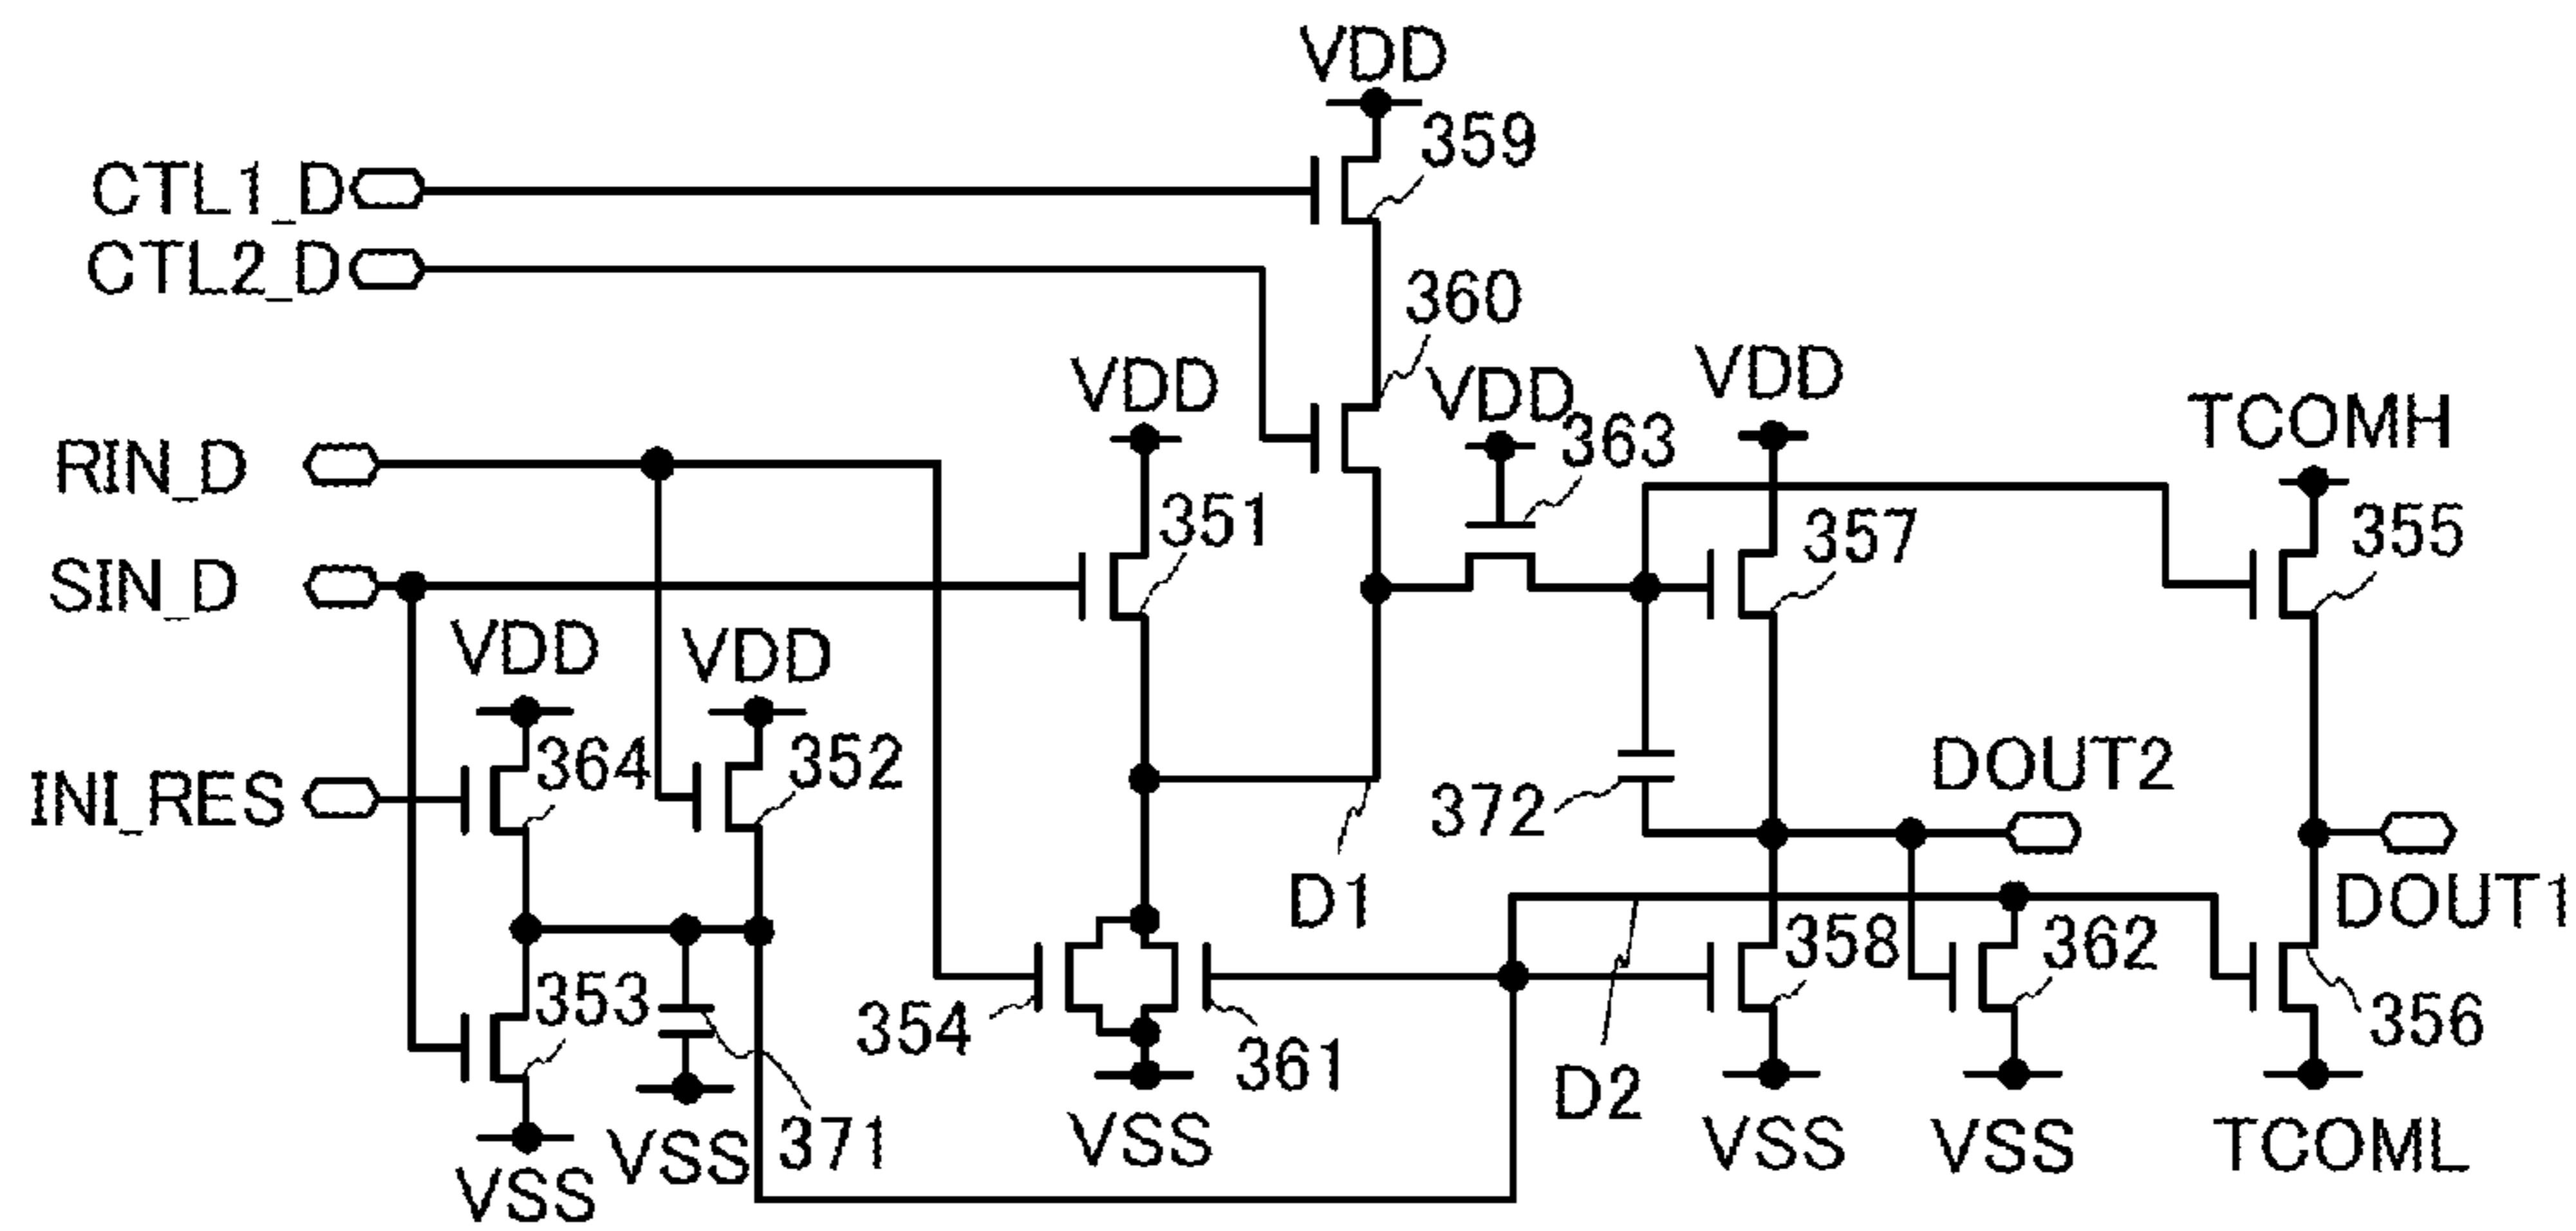 VDD
359
CTL1_D
CTL2_D
360
VDD
VDD
363
VDD
TCOMH
RIN_D
351
357
355
SIN_D
VDD
VDD
364
352
INI_RES
372
DOUT2
D1
DOUT1
353
354
361
358
362
356
D2
371
VSS
VSS
VSS
VSS
VSS
TCOML